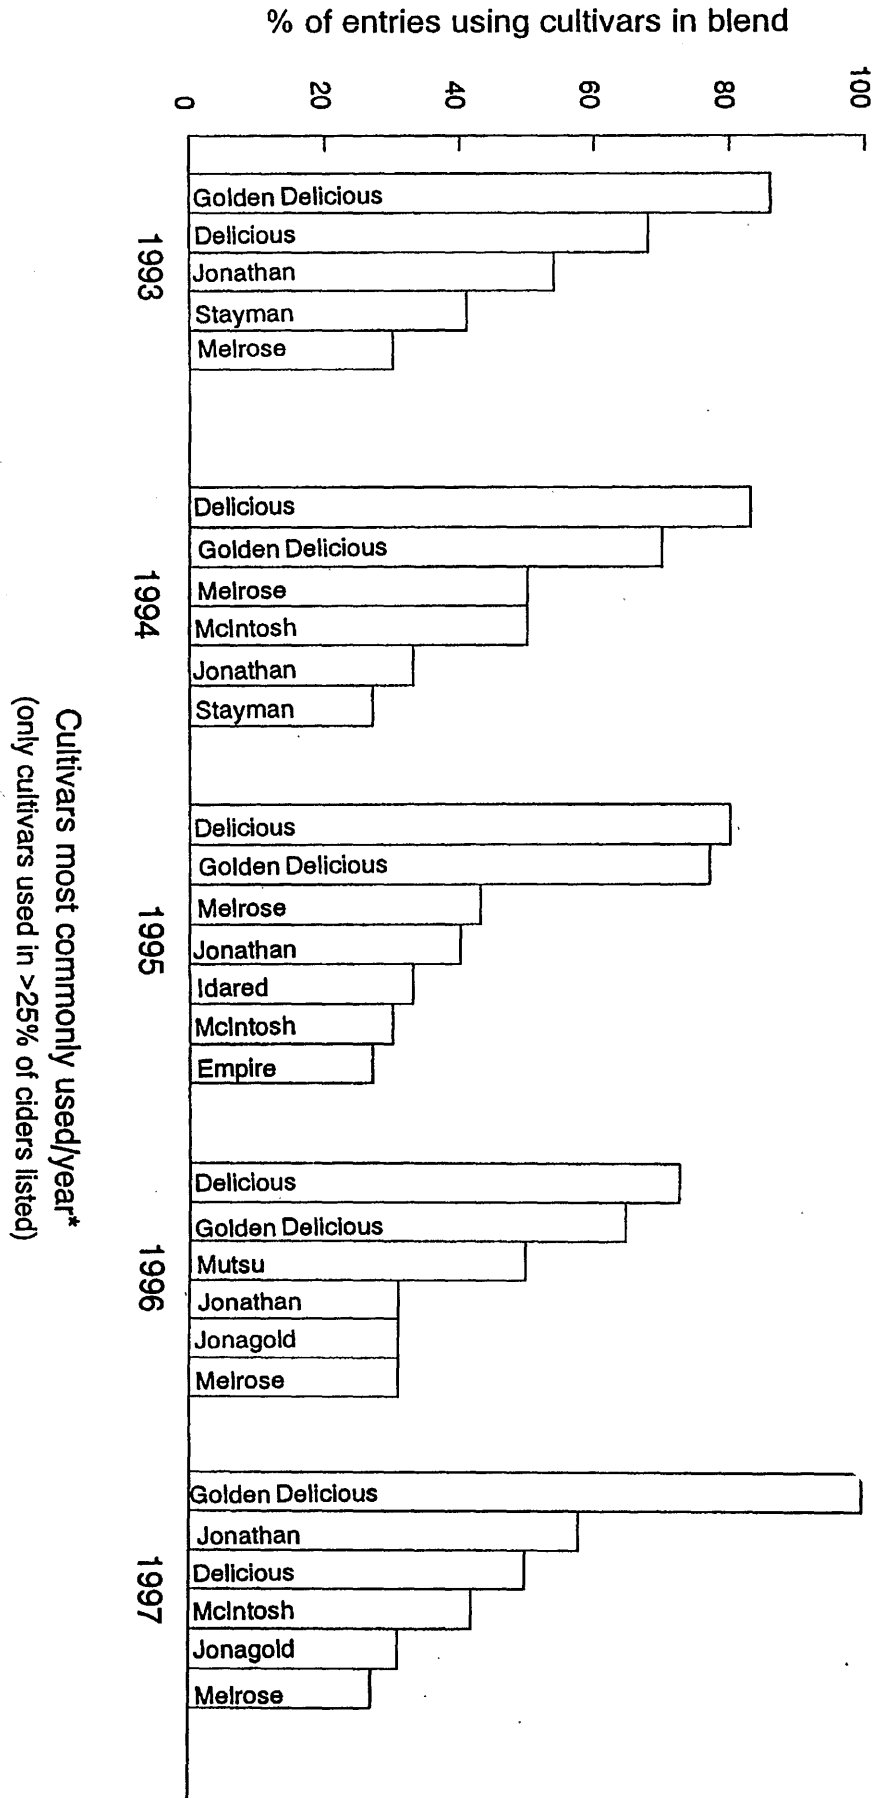 % of entries using cultivars in blend
100
80
60
40
20
0
Golden Delicious
Delicious
Jonathan
Stayman
Melrose
1993
Delicious
Golden Delicious
Melrose
McIntosh
Jonathan
Stayman
1994
Delicious
Golden Delicious
Melrose
Jonathan
Idared
McIntosh
Empire
1995
Delicious
Golden Delicious
Mutsu
Jonathan
Jonagold
Melrose
1996
Golden Delicious
Jonathan
Delicious
McIntosh
Jonagold
Melrose
1997
Cultivars most commonly used/year*
(only cultivars used in >25% of ciders listed)